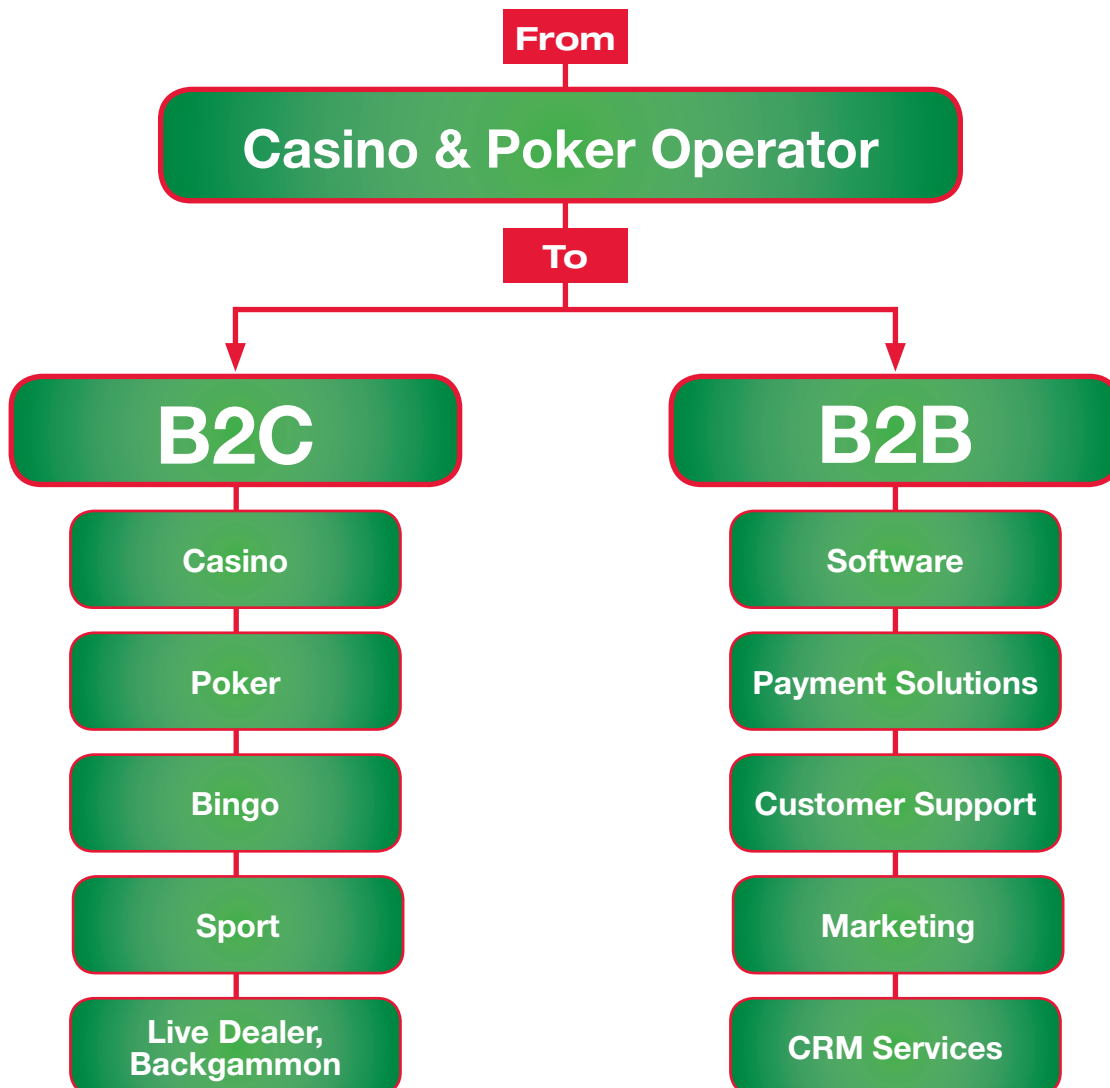 From
Casino & Poker Operator
To
B2C
Casino
Poker
Bingo
Sport
Live Dealer,
Backgammon
B2B
Software
Payment Solutions
Customer Support
Marketing
CRM Services